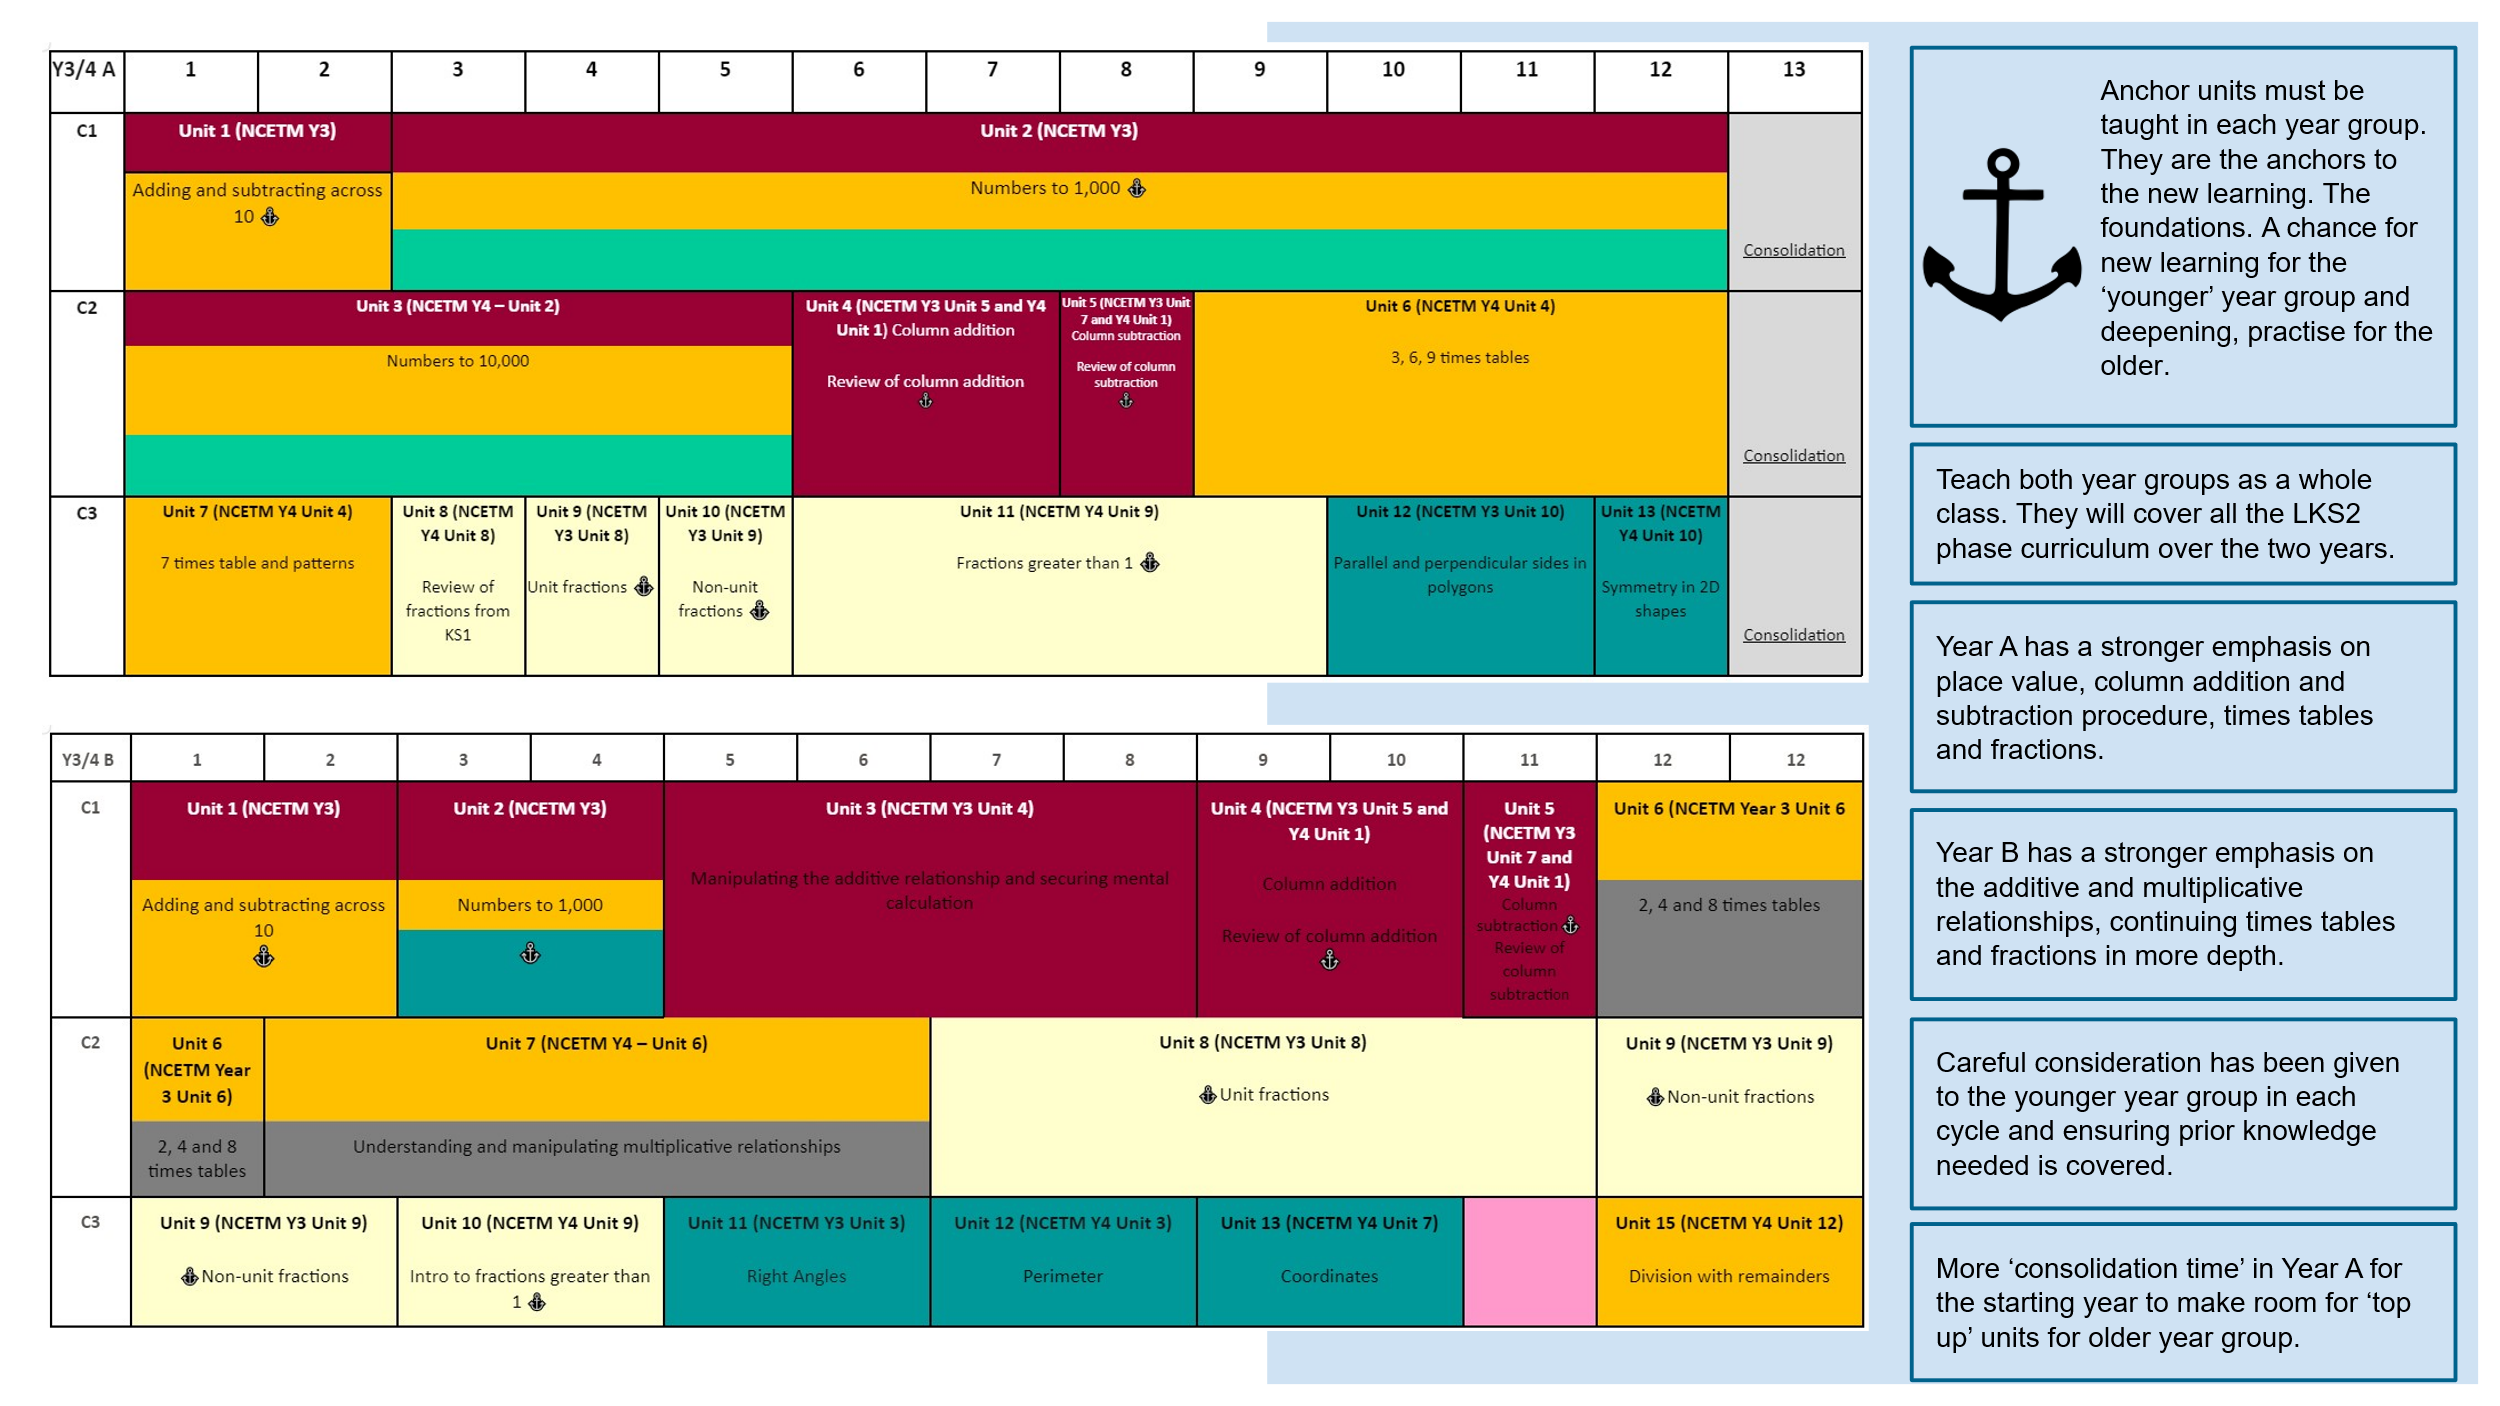 Y3/4 A 1 2 3 4 5 6 7 8 9 10 11 12 13
C1
Unit 1 (NCETM Y3)
Adding and subtracting across
10
Unit 2 (NCETM Y3)
Numbers to 1,000
Consolidation
C2
Unit 3 (NCETM Y4 – Unit 2)
Numbers to 10,000
Unit 4 (NCETM Y3 Unit 5 and Y4
Unit 1) Column addition
Review of column addition
Unit 5 (NCETM Y3 Unit
7 and Y4 Unit 1)
Column subtraction
Review of column
subtraction
Unit 6 (NCETM Y4 Unit 4)
3, 6, 9 times tables
Consolidation
C3
Unit 7 (NCETM Y4 Unit 4)
7 times table and patterns
Unit 8 (NCETM
Y4 Unit 8)
Review of
fractions from
KS1
Unit 9 (NCETM
Y3 Unit 8)
Unit fractions
Unit 10 (NCETM
Y3 Unit 9)
Non-unit
fractions
Unit 11 (NCETM Y4 Unit 9)
Fractions greater than 1
Unit 12 (NCETM Y3 Unit 10)
Parallel and perpendicular sides in
polygons
Unit 13 (NCETM
Y4 Unit 10)
Symmetry in 2D
shapes
Consolidation
Y3/4 B 1 2 3 4 5 6 7 8 9 10 11 12 12
C1
Unit 1 (NCETM Y3)
Adding and subtracting across
10
Unit 2 (NCETM Y3)
Numbers to 1,000
Unit 3 (NCETM Y3 Unit 4)
Manipulating the additive relationship and securing mental
calculation
Unit 4 (NCETM Y3 Unit 5 and
Y4 Unit 1)
Column addition
Review of column addition
Unit 5
(NCETM Y3
Unit 7 and
Y4 Unit 1)
Column
subtraction
Review of
column
subtraction
Unit 6 (NCETM Year 3 Unit 6
2, 4 and 8 times tables
C2
Unit 6
(NCETM Year
3 Unit 6)
2, 4 and 8
times tables
Unit 7 (NCETM Y4 – Unit 6)
Understanding and manipulating multiplicative relationships
Unit 8 (NCETM Y3 Unit 8)
Unit fractions
Unit 9 (NCETM Y3 Unit 9)
Non-unit fractions
C3
Unit 9 (NCETM Y3 Unit 9)
Non-unit fractions
Unit 10 (NCETM Y4 Unit 9)
Intro to fractions greater than
1
Unit 11 (NCETM Y3 Unit 3)
Right Angles
Unit 12 (NCETM Y4 Unit 3)
Perimeter
Unit 13 (NCETM Y4 Unit 7)
Coordinates
Unit 15 (NCETM Y4 Unit 12)
Division with remainders
Anchor units must be
taught in each year group.
They are the anchors to
the new learning. The
foundations. A chance for
new learning for the
‘younger’ year group and
deepening, practise for the
older.
Teach both year groups as a whole
class. They will cover all the LKS2
phase curriculum over the two years.
Year A has a stronger emphasis on
place value, column addition and
subtraction procedure, times tables
and fractions.
Year B has a stronger emphasis on
the additive and multiplicative
relationships, continuing times tables
and fractions in more depth.
Careful consideration has been given
to the younger year group in each
cycle and ensuring prior knowledge
needed is covered.
More ‘consolidation time’ in Year A for
the starting year to make room for ‘top
up’ units for older year group.